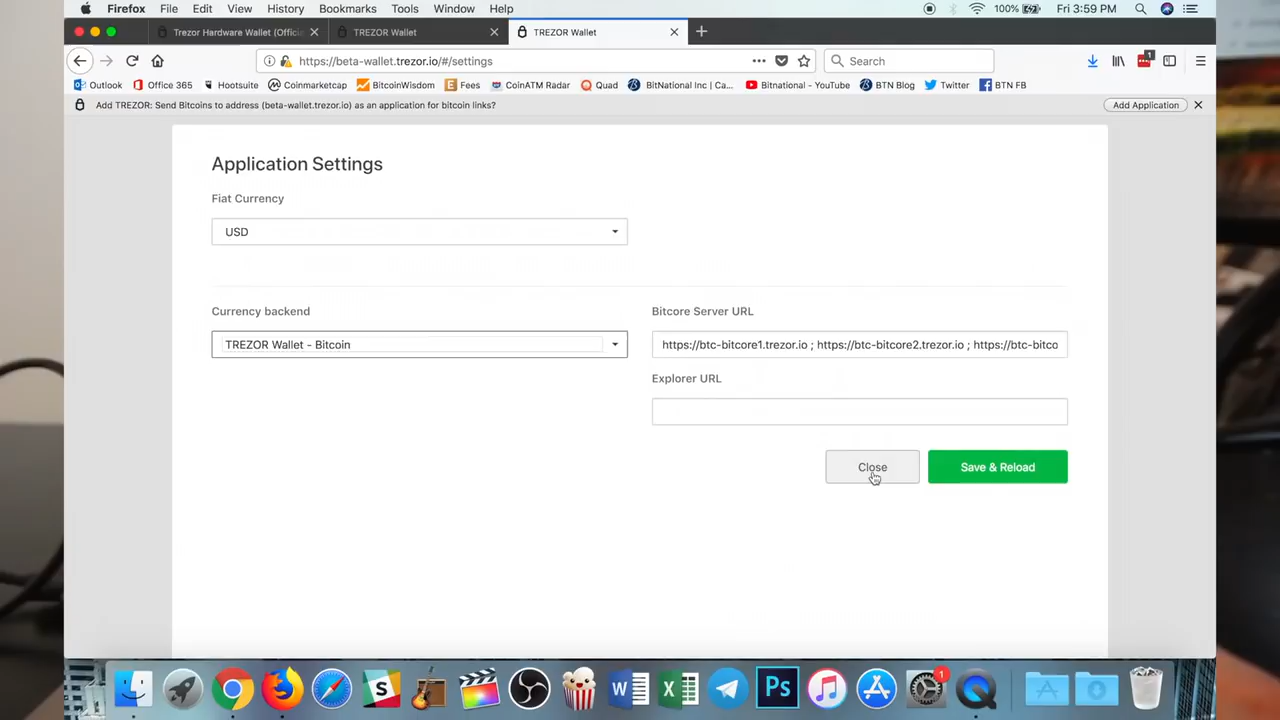 Firefox File Edit View History Bookmarks Tools Window Help 100% Fri 3:59 PM
Trezor Hardware Wallet (Offici TREZOR Wallet TREZOR Wallet
https://beta-wallet.trezor.io/#/settings Search 1
Outlook Office 365 Hootsuite Coinmarketcap BitcoinWisdom Fees CoinATM Radar Quad BitNational Inc | Ca... Bitnational - YouTube BTN Blog Twitter BTN FB
Add TREZOR: Send Bitcoins to address (beta-wallet.trezor.io) as an application for bitcoin links? Add Application
Application Settings
Fiat Currency
USD
Currency backend Bitcore Server URL
TREZOR Wallet - Bitcoin https://btc-bitcore1.trezor.io ; https://btc-bitcore2.trezor.io ; https://btc-bitco
Explorer URL
Close Save & Reload
1